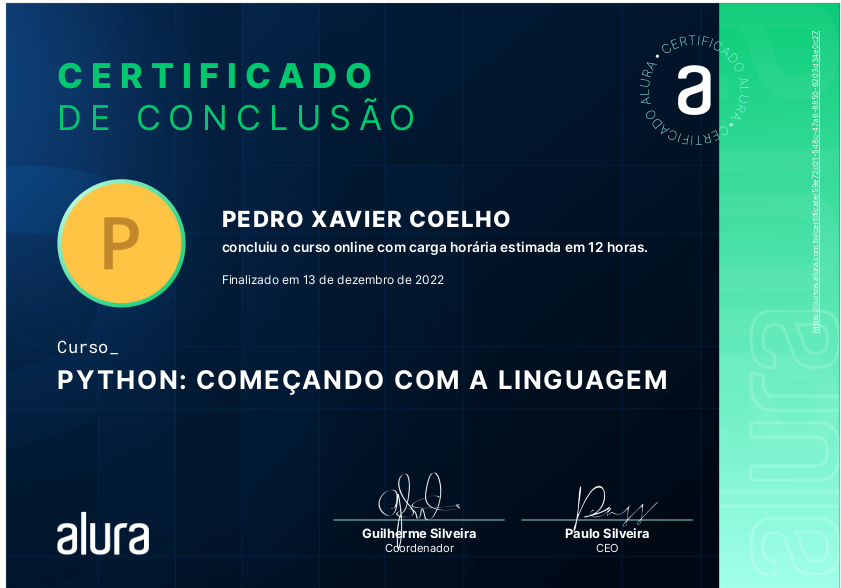 CERTIFICADO
DE CONCLUSÃO
CERTIFICADO ALURA • CERTIFICADO ALURA •
a
P
PEDRO XAVIER COELHO
concluiu o curso online com carga horária estimada em 12 horas.
Finalizado em 13 de dezembro de 2022
Curso_
PYTHON: COMEÇANDO COM A LINGUAGEM
alura
Guilherme Silveira
Coordenador
Paulo Silveira
CEO
alura